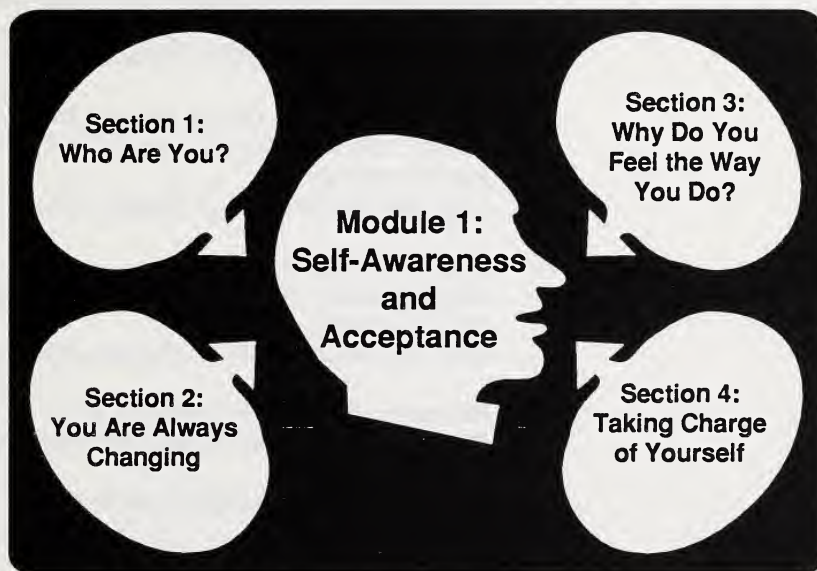 Section 1:
Who Are You?
Section 3:
Why Do You
Feel the Way
You Do?
Module 1:
Self-Awareness
and
Acceptance
Section 2:
You Are Always
Changing
Section 4:
Taking Charge
of Yourself